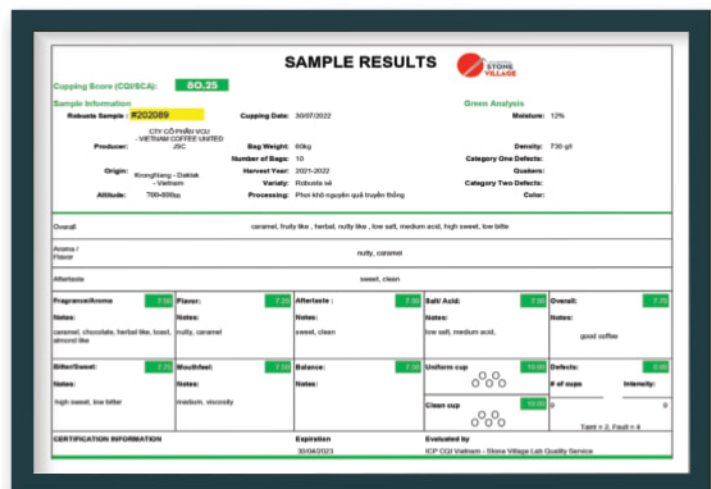 SAMPLE RESULTS
STONE VILLAGE
Cupping Score (CQI/SCA): 80.25
Sample Information
Green Analysis
Robusta Sample : #202089
Cupping Date: 30/07/2022
Moisture: 12%
Producer: CTY CỔ PHẦN VCU - VIETNAM COFFEE UNITED JSC
Bag Weight: 60kg
Density: 730 g/l
Number of Bags: 10
Category One Defects:
Origin: KrongNang - Daklak - Vietnam
Harvest Year: 2021-2022
Quakers:
Variaty: Robusta sẻ
Category Two Defects:
Altitude: 700-800m
Processing: Phơi khô nguyên quả truyền thống
Color:
Overall
caramel, fruity like , herbal, nutty like , low salt, medium acid, high sweet, low bitte
Aroma / Flavor
nutty, caramel
Aftertaste
sweet, clean
Fragrance/Aroma 7.50
Flavor: 7.25
Aftertaste : 7.50
Salt/ Acid: 7.50
Overall: 7.75
Notes:
Notes:
Notes:
Notes:
Notes:
caramel, chocolate, herbal like, toast, almond like
nutty, caramel
sweet, clean
low salt, medium acid,
good coffee
Bitter/Sweet: 7.75
Mouthfeel: 7.50
Balance: 7.50
Uniform cup 10.00
Defects: 0.00
Notes:
Notes:
Notes:
# of cups
Intensity:
high sweet, low bitter
medium, viscosity
Clean cup 10.00
0
0
Taint = 2, Fault = 4
CERTIFICATION INFORMATION
Expiration
Evaluated by
30/04/2023
ICP CQI Vietnam - Stone Village Lab Quality Service